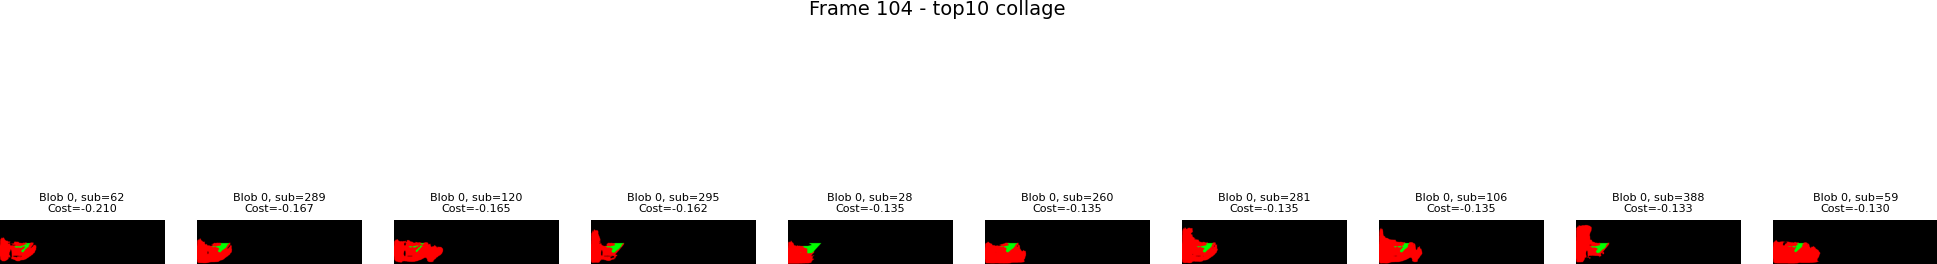 Frame 104 - top10 collage
Blob 0, sub=62
Cost=-0.210
Blob 0, sub=289
Cost=-0.167
Blob 0, sub=120
Cost=-0.165
Blob 0, sub=295
Cost=-0.162
Blob 0, sub=28
Cost=-0.135
Blob 0, sub=260
Cost=-0.135
Blob 0, sub=281
Cost=-0.135
Blob 0, sub=106
Cost=-0.135
Blob 0, sub=388
Cost=-0.133
Blob 0, sub=59
Cost=-0.130